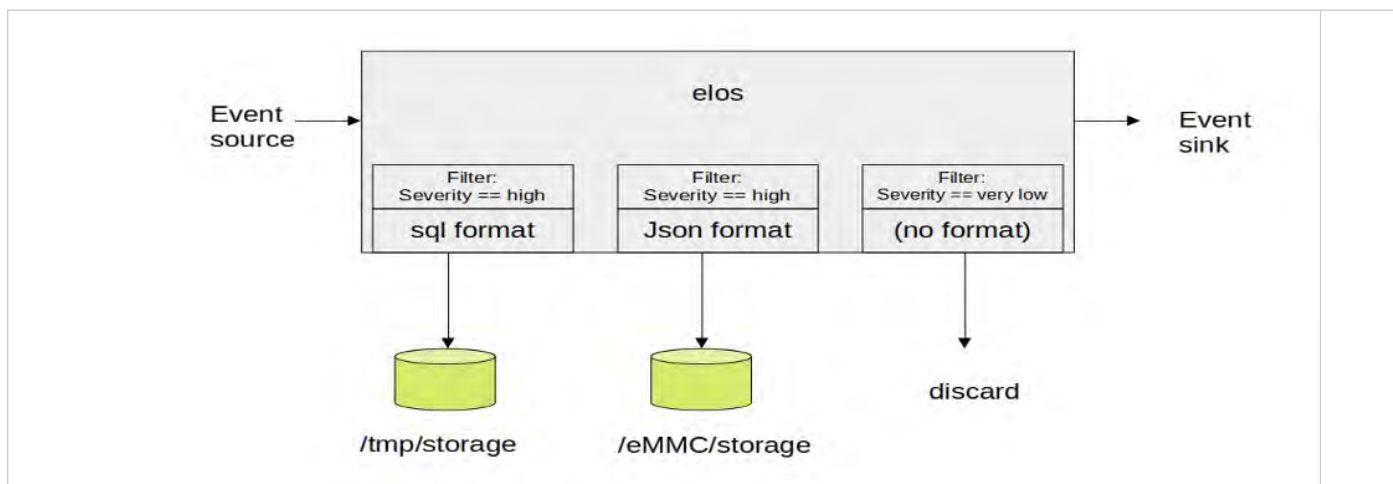 elos
Event
source
Event
sink
Filter:
Severity == high
sql format
Filter:
Severity == high
Json format
Filter:
Severity == very low
(no format)
discard
/tmp/storage
/eMMC/storage